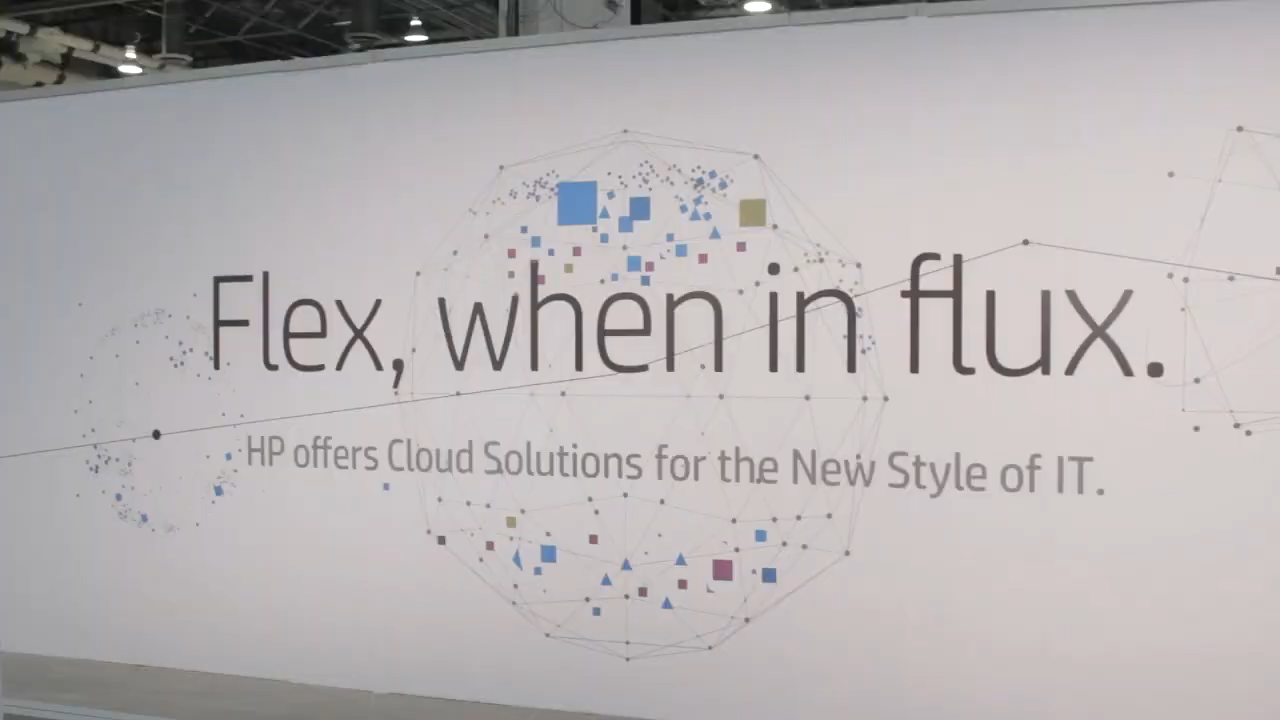 Flex, when in flux.
HP offers Cloud Solutions for the New Style of IT.